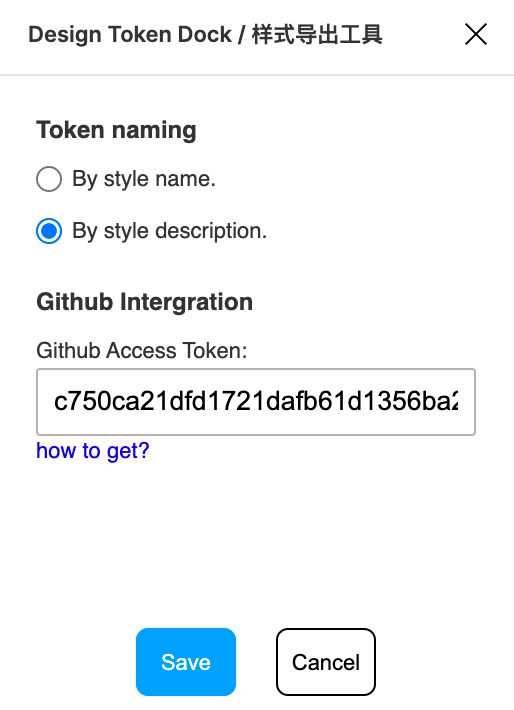 Design Token Dock / 样式导出工具
Token naming
By style name.
By style description.
Github Intergration
Github Access Token:
c750ca21dfd1721dafb61d1356ba2
how to get?
Save
Cancel